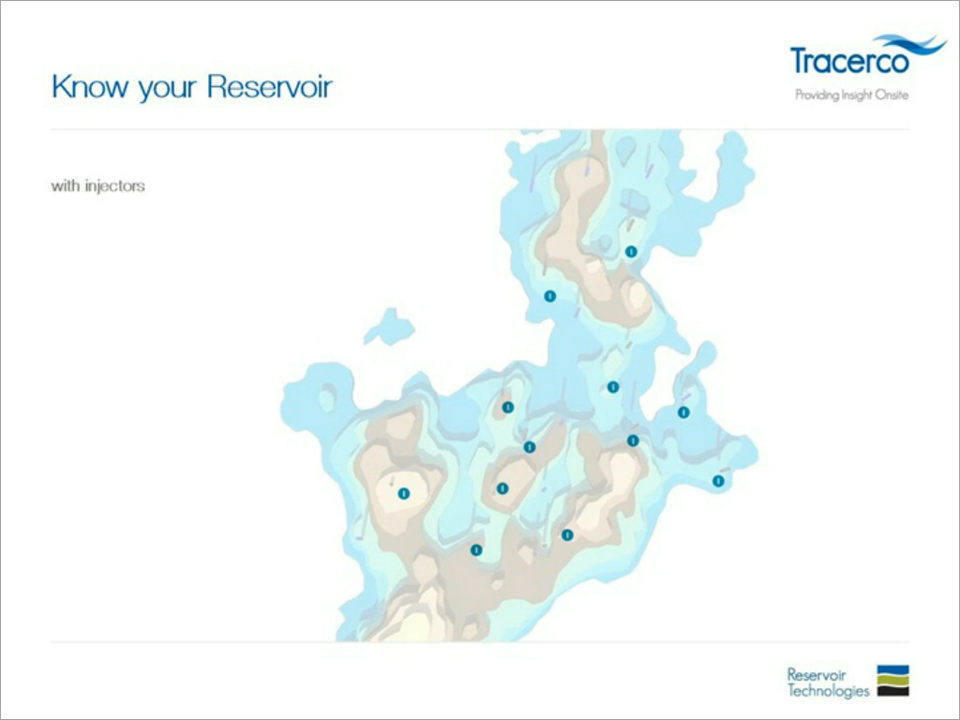 Tracerco
Know your Reservoir
Providing Insight Onsite
with injectors
I
I
I
I
I
I
I
I
I
I
I
I
Reservoir
Technologies